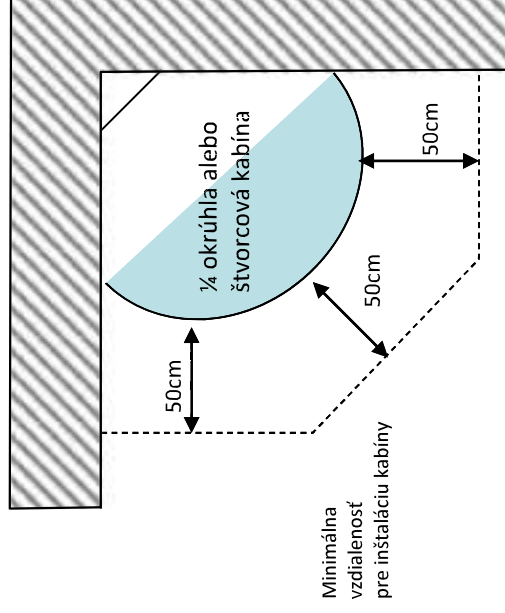 ¼ okrúhla alebo
štvorcová kabína
50cm
50cm
50cm
Minimálna
vzdialenosť
pre inštaláciu kabíny